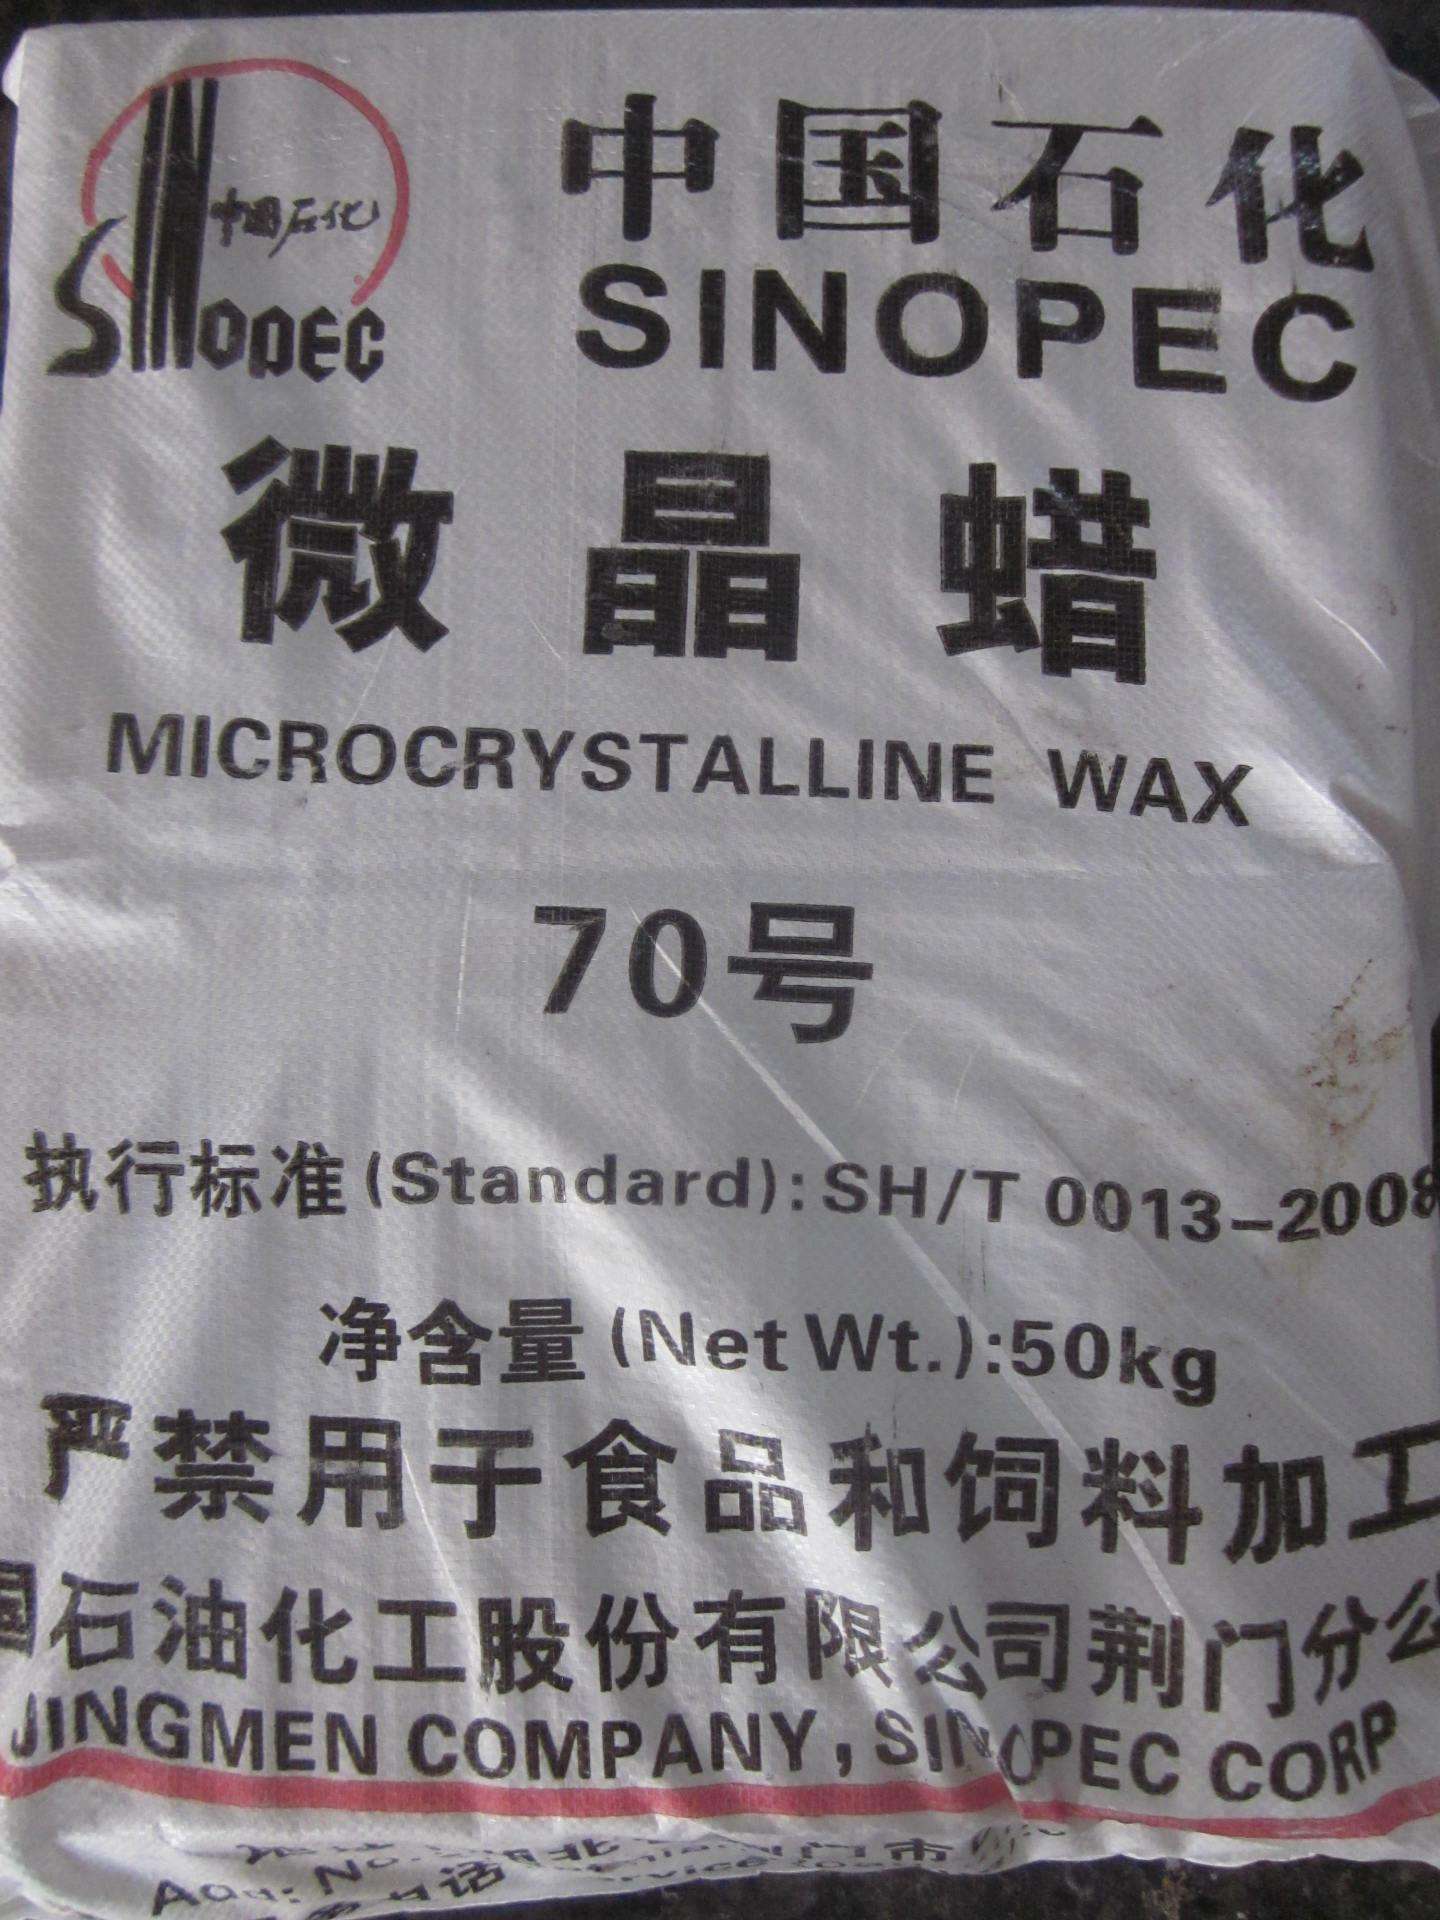 中国石化
SINOPEC
中国石化
SINOPEC
微晶蜡
MICROCRYSTALLINE WAX
70号
执行标准(Standard):SH/T 0013-2008
净含量(Net Wt.):50kg
严禁用于食品和饲料加工
国石油化工股份有限公司荆门分公
JINGMEN COMPANY, SINOPEC CORP